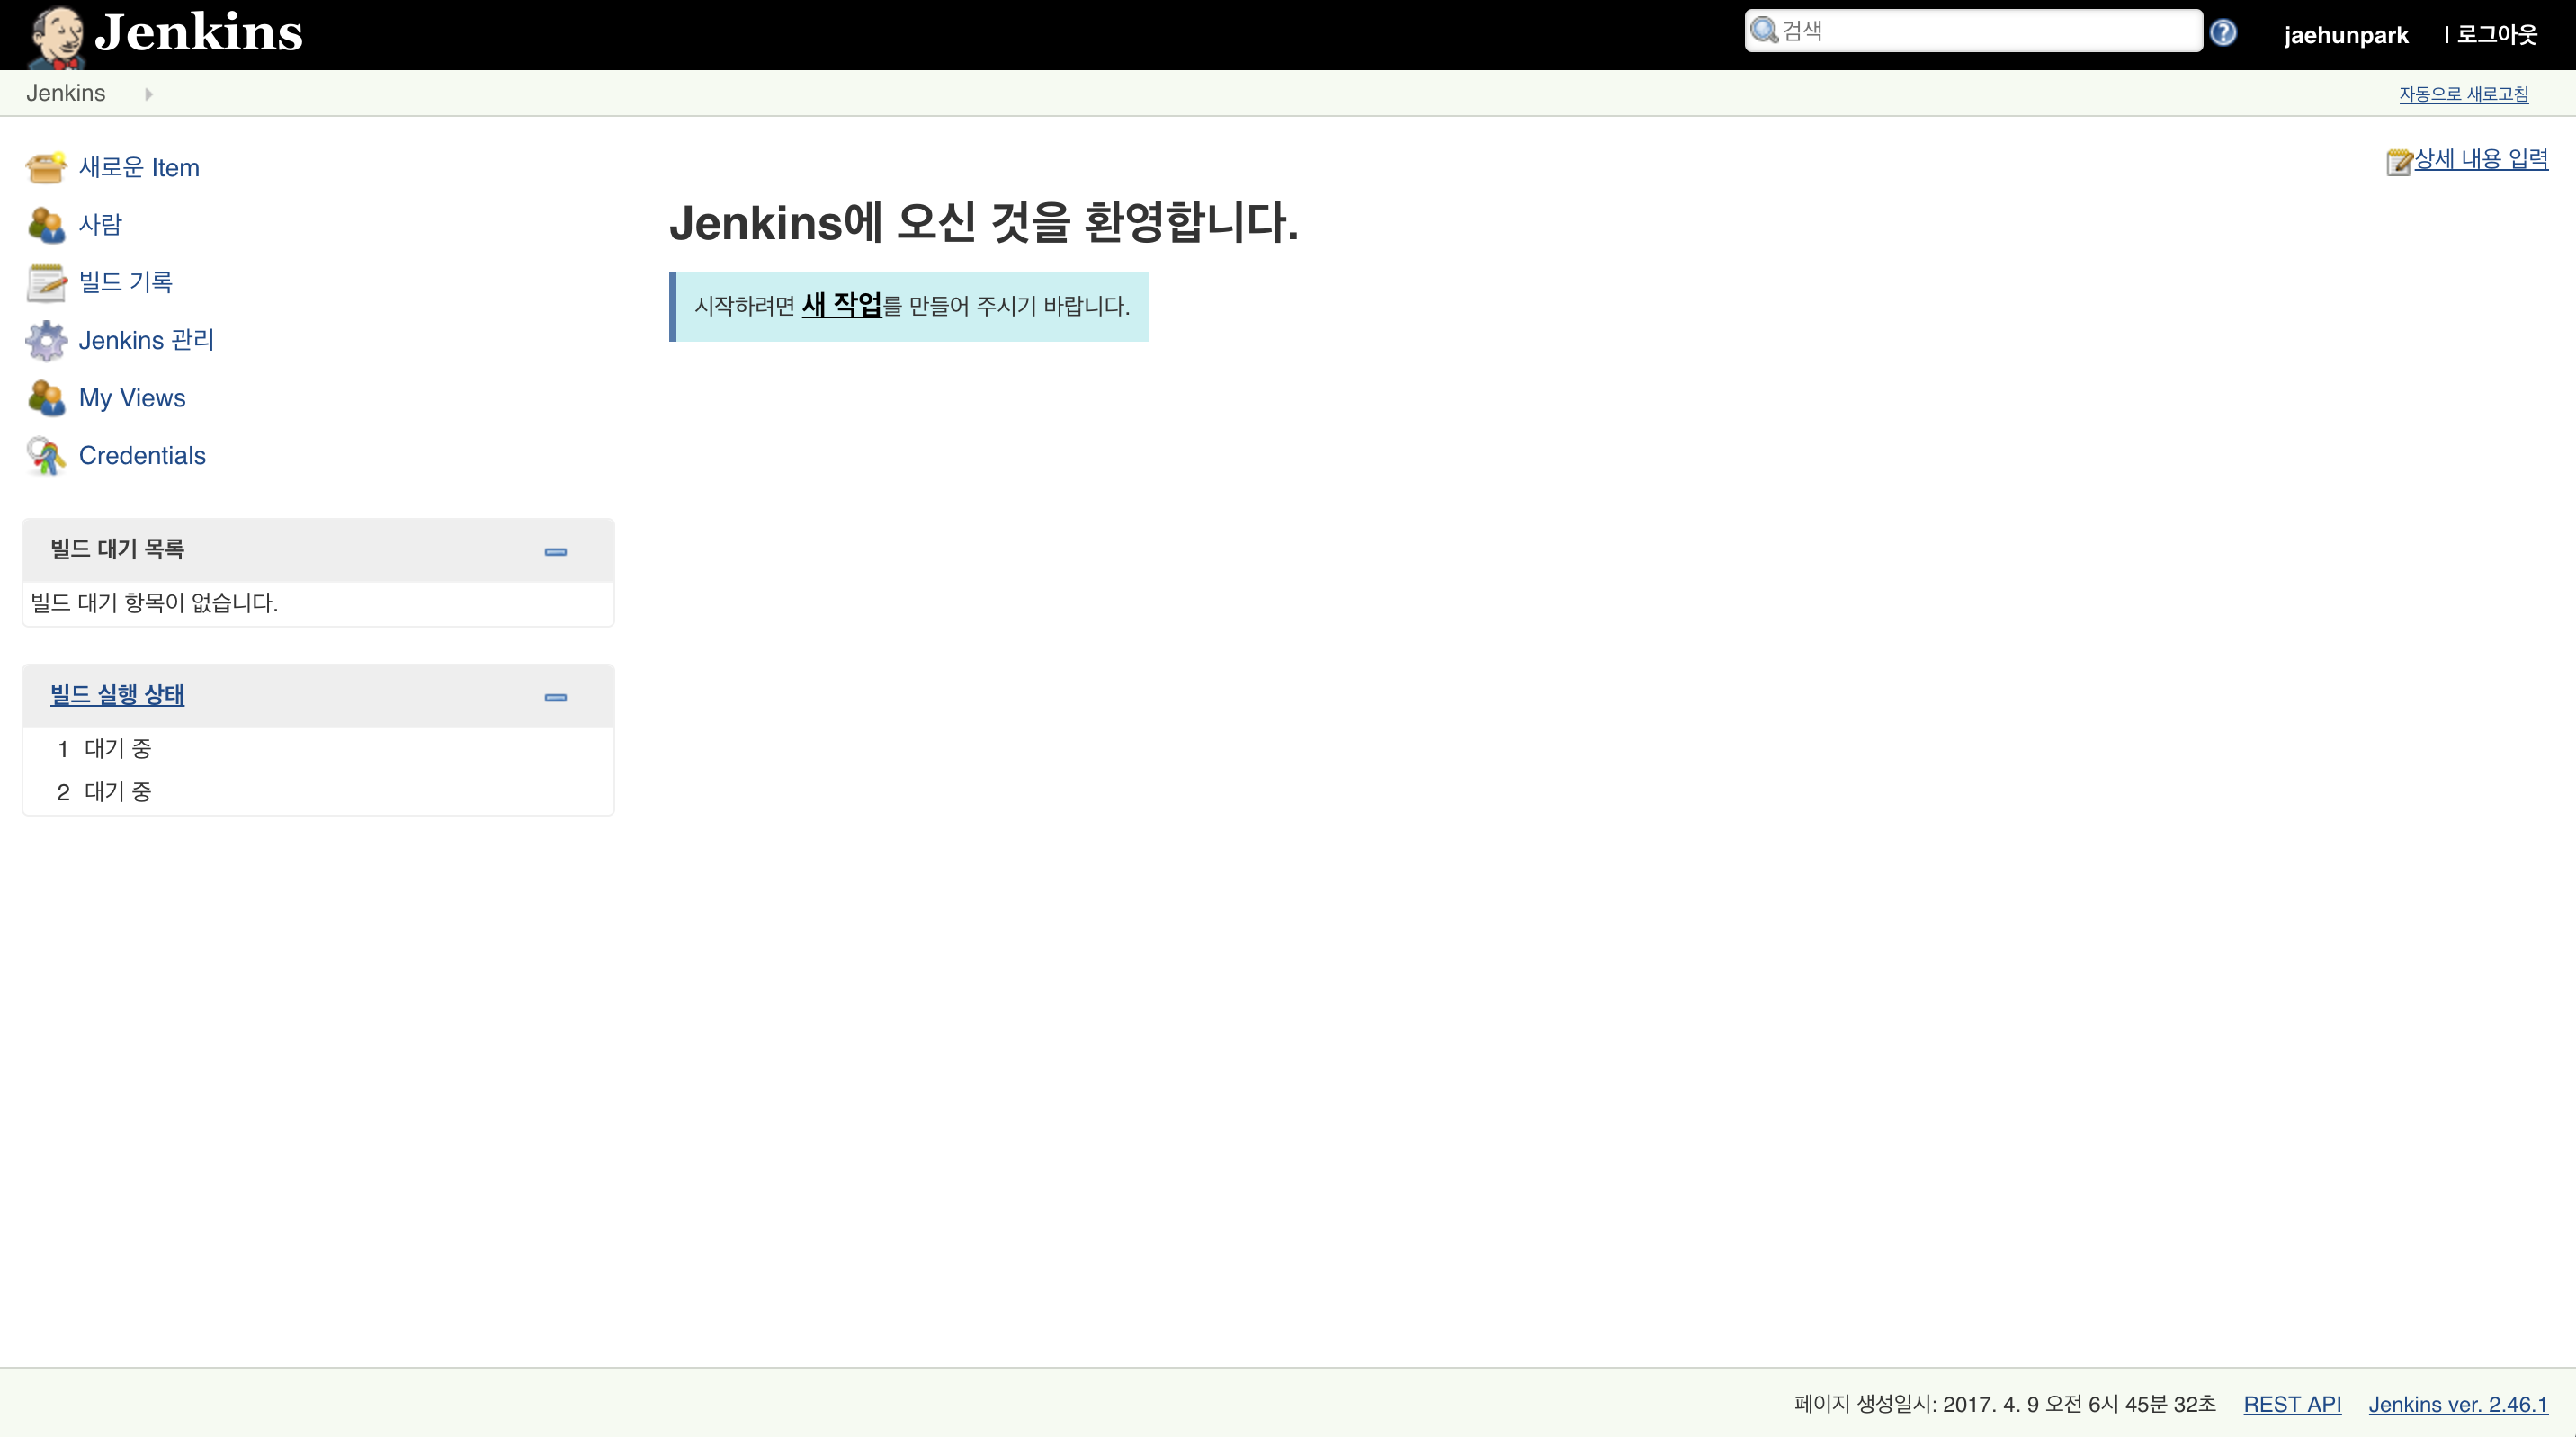 Jenkins
검색
jaehunpark
| 로그아웃
Jenkins
자동으로 새로고침
새로운 Item
사람
빌드 기록
Jenkins 관리
My Views
Credentials
빌드 대기 목록
빌드 대기 항목이 없습니다.
빌드 실행 상태
1 대기 중
2 대기 중
상세 내용 입력
Jenkins에 오신 것을 환영합니다.
시작하려면 새 작업를 만들어 주시기 바랍니다.
페이지 생성일시: 2017. 4. 9 오전 6시 45분 32초 REST API Jenkins ver. 2.46.1